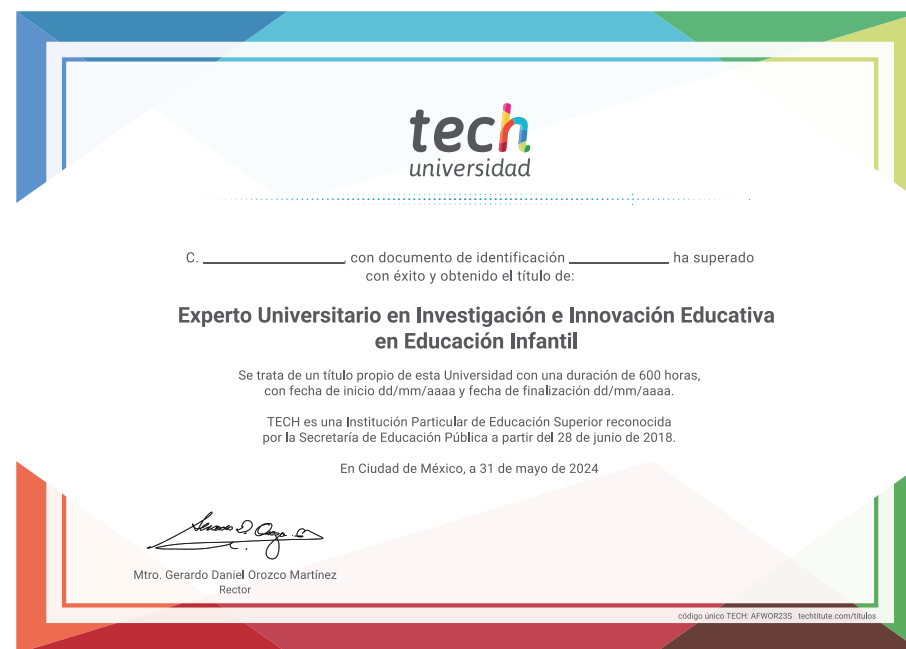 tech
universidad
C. ____________, con documento de identificación ____________ ha superado
con éxito y obtenido el título de:
Experto Universitario en Investigación e Innovación Educativa
en Educación Infantil
Se trata de un título propio de esta Universidad con una duración de 600 horas,
con fecha de inicio dd/mm/aaaa y fecha de finalización dd/mm/aaaa.
TECH es una Institución Particular de Educación Superior reconocida
por la Secretaría de Educación Pública a partir del 28 de junio de 2018.
En Ciudad de México, a 31 de mayo de 2024
Mtro. Gerardo Daniel Orozco Martínez
Rector
código único TECH: AFWOR23S techtitute.com/titulos